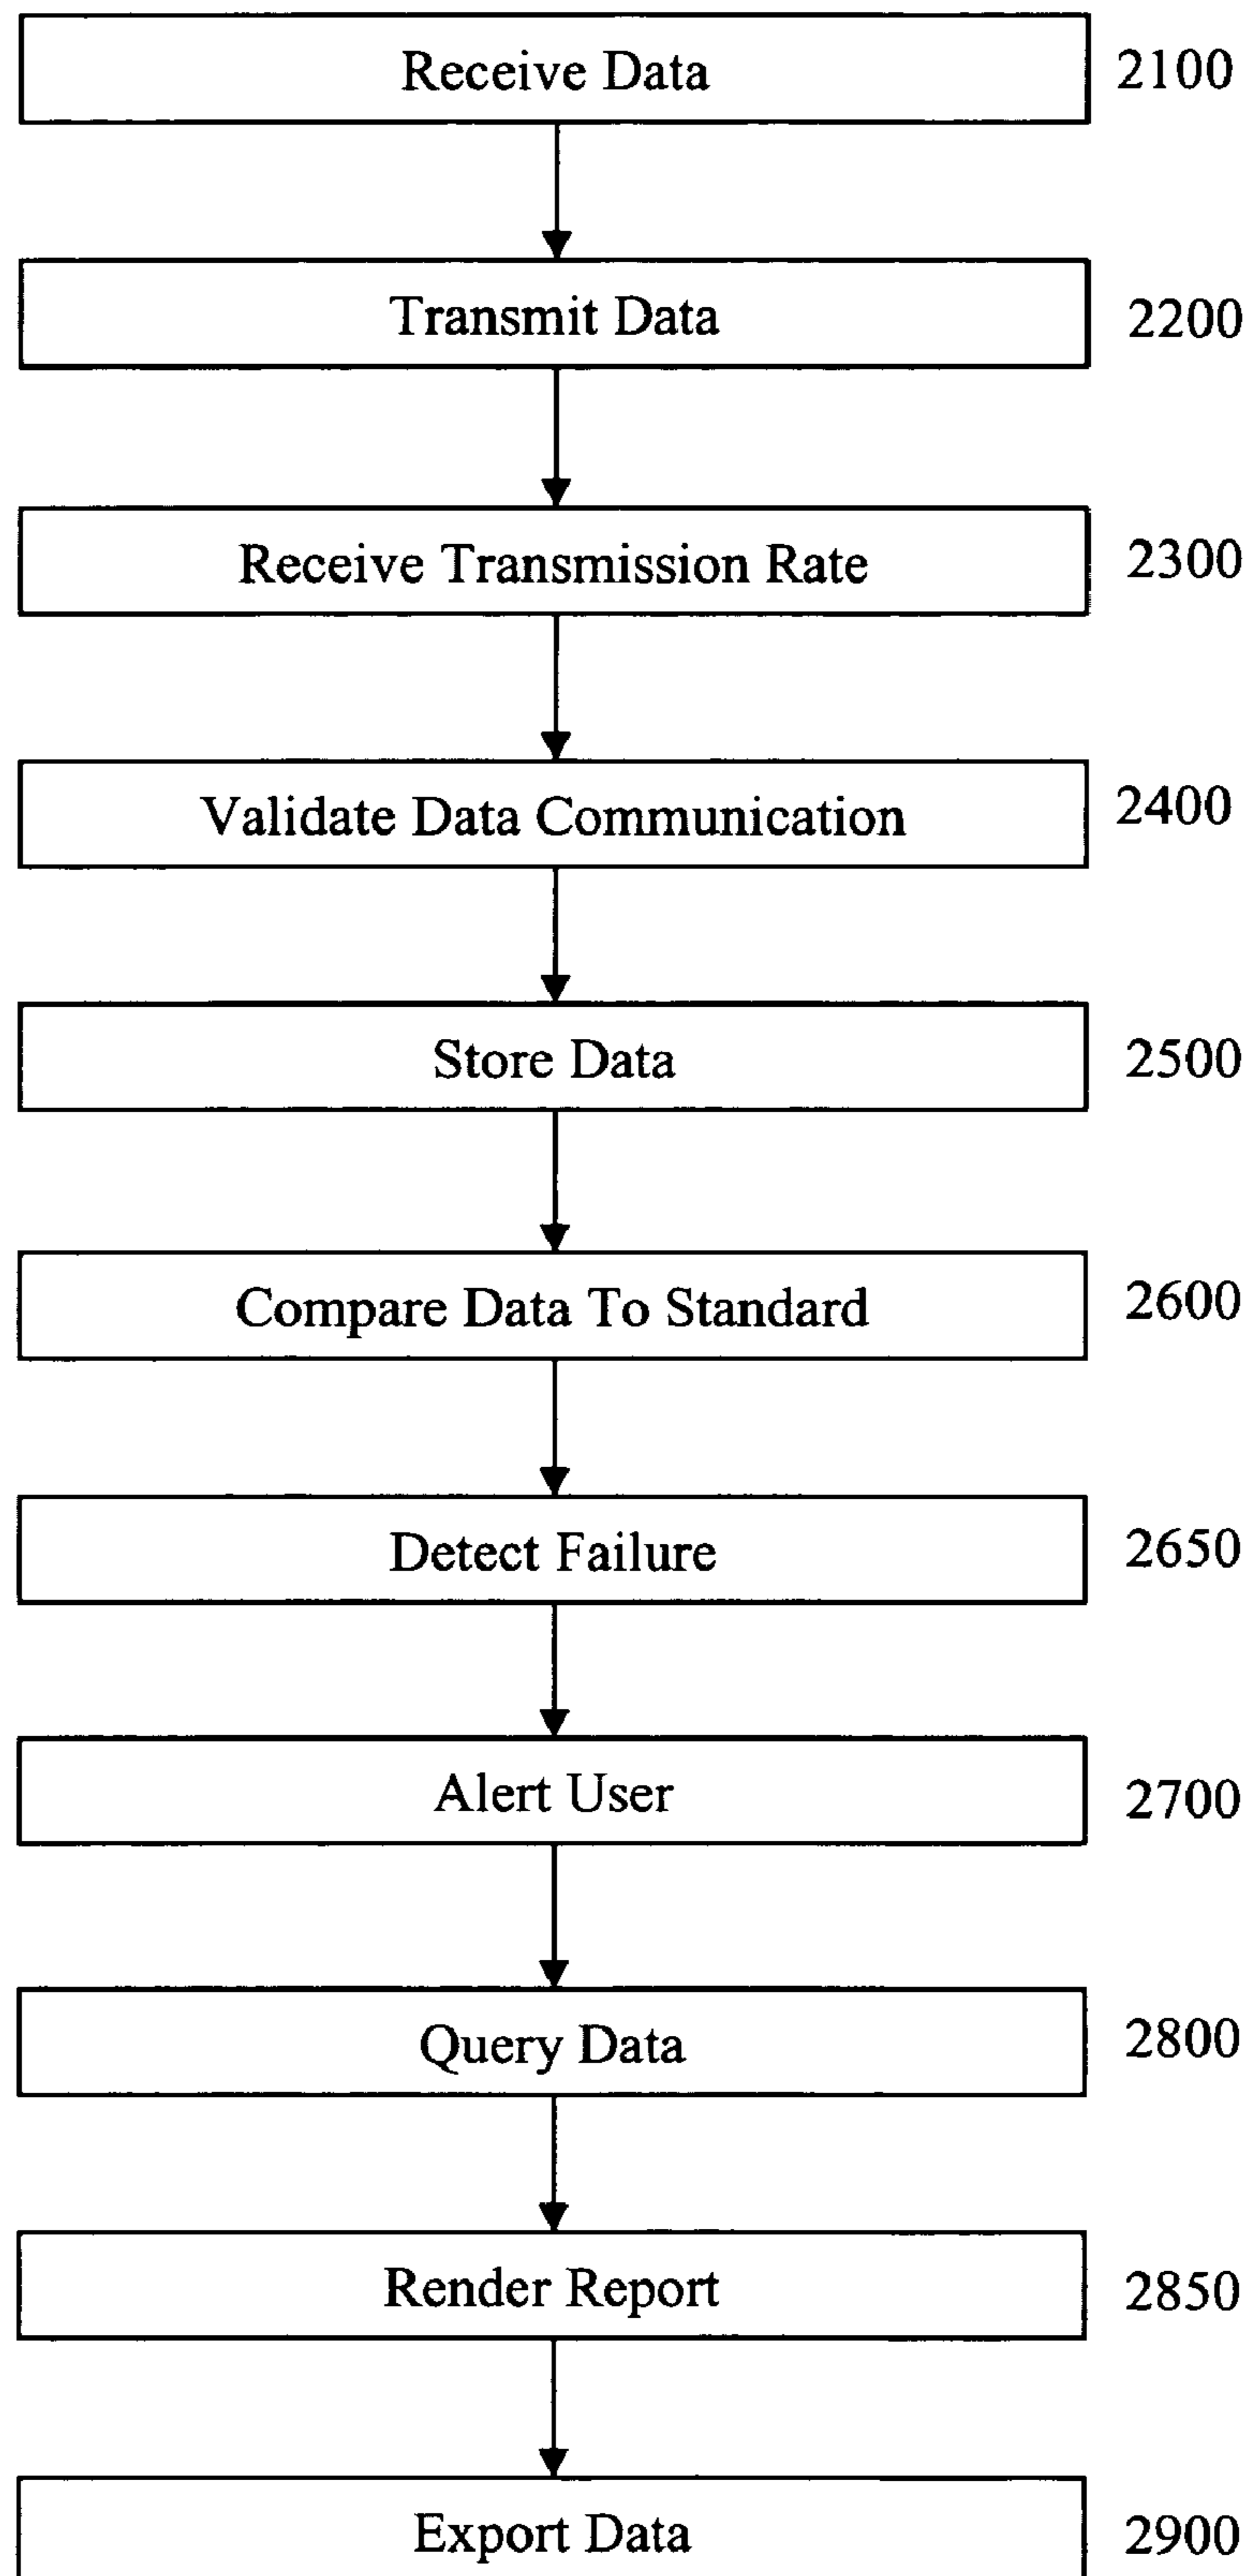 Receive Data 2100
Transmit Data 2200
Receive Transmission Rate 2300
Validate Data Communication 2400
Store Data 2500
Compare Data To Standard 2600
Detect Failure 2650
Alert User 2700
Query Data 2800
Render Report 2850
Export Data 2900